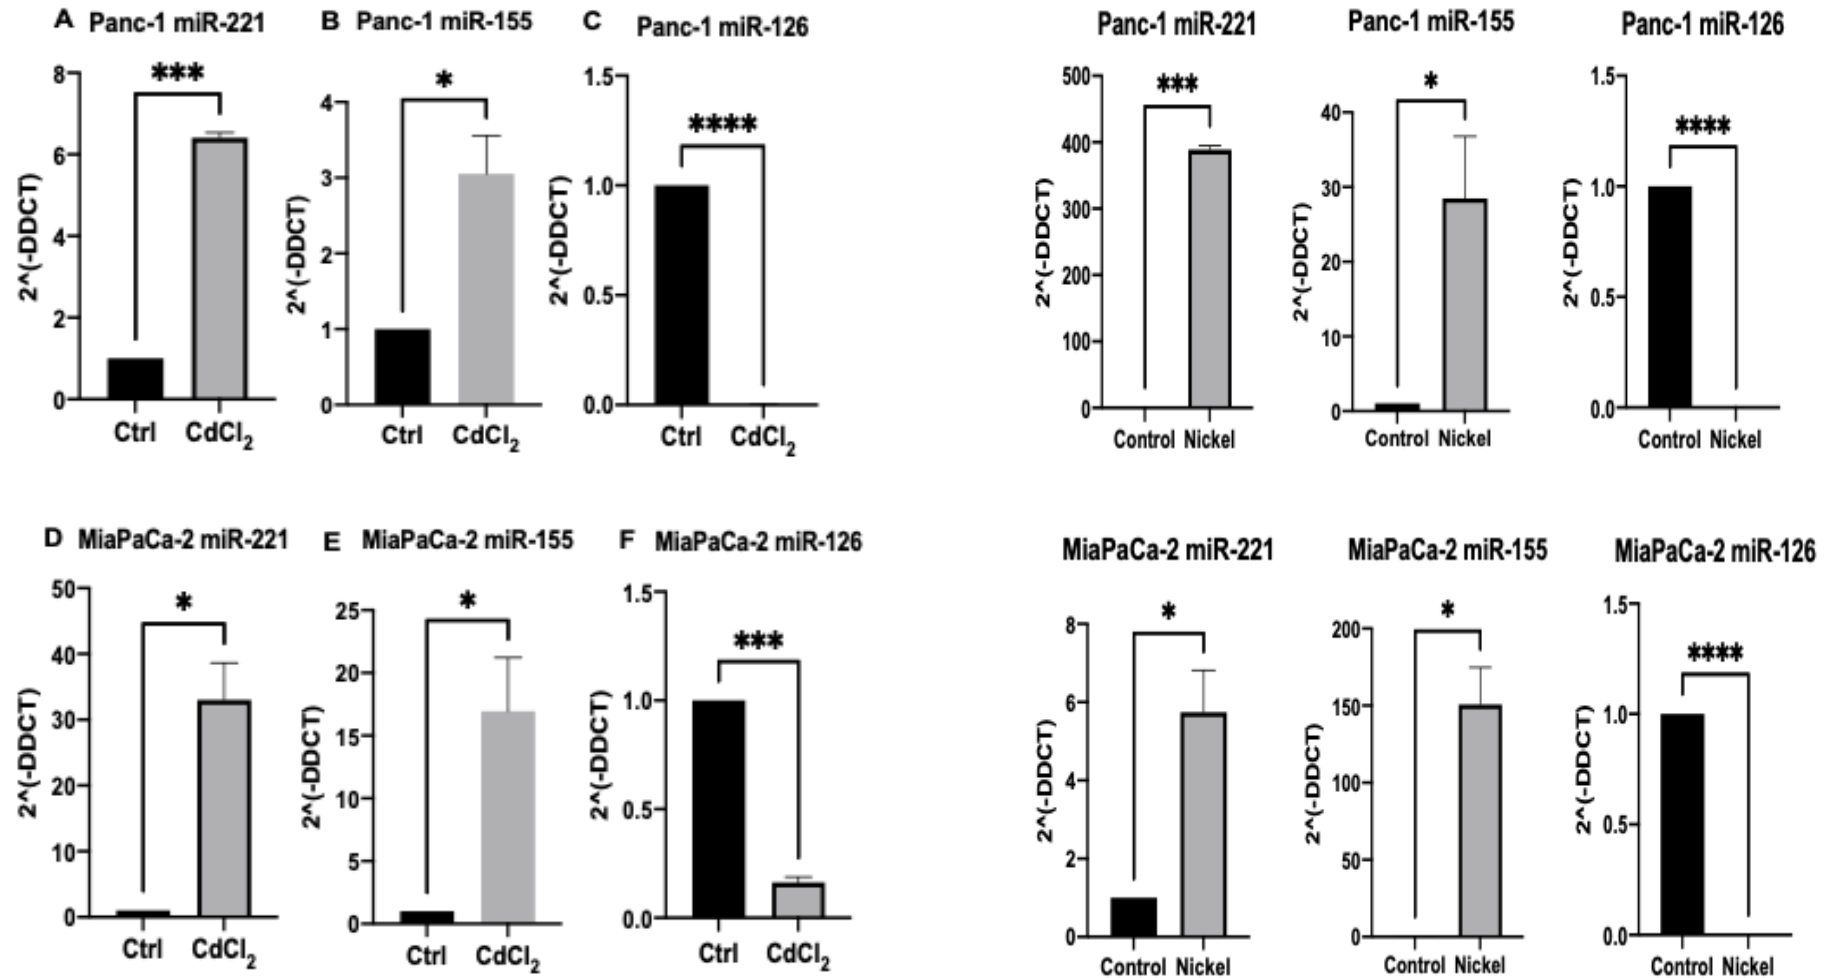 A Panc-1 miR-221
***
8
6
4
2
0
2^(-DDCT)
Ctrl CdCl2
B Panc-1 miR-155
*
4
3
2
1
0
2^(-DDCT)
Ctrl CdCl2
C Panc-1 miR-126
****
1.5
1.0
0.5
0.0
2^(-DDCT)
Ctrl CdCl2
Panc-1 miR-221
***
500
400
300
200
100
0
2^(-DDCT)
Control Nickel
Panc-1 miR-155
*
40
30
20
10
0
2^(-DDCT)
Control Nickel
Panc-1 miR-126
****
1.5
1.0
0.5
0.0
2^(-DDCT)
Control Nickel
D MiaPaCa-2 miR-221
*
50
40
30
20
10
0
2^(-DDCT)
Ctrl CdCl2
E MiaPaCa-2 miR-155
*
25
20
15
10
5
0
2^(-DDCT)
Ctrl CdCl2
F MiaPaCa-2 miR-126
***
1.5
1.0
0.5
0.0
2^(-DDCT)
Ctrl CdCl2
MiaPaCa-2 miR-221
*
8
6
4
2
0
2^(-DDCT)
Control Nickel
MiaPaCa-2 miR-155
*
200
150
100
50
0
2^(-DDCT)
Control Nickel
MiaPaCa-2 miR-126
****
1.5
1.0
0.5
0.0
2^(-DDCT)
Control Nickel